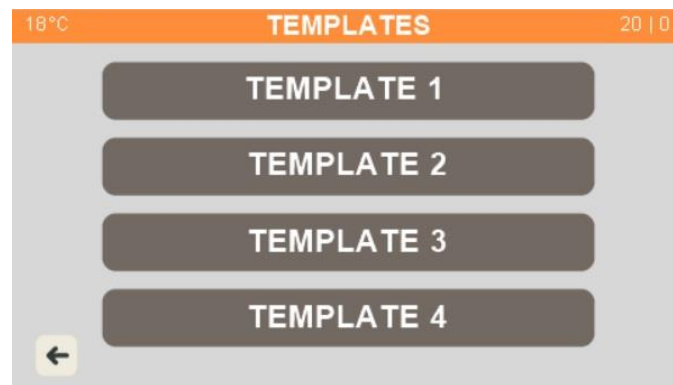 18°C TEMPLATES 20 | 0
TEMPLATE 1
TEMPLATE 2
TEMPLATE 3
TEMPLATE 4